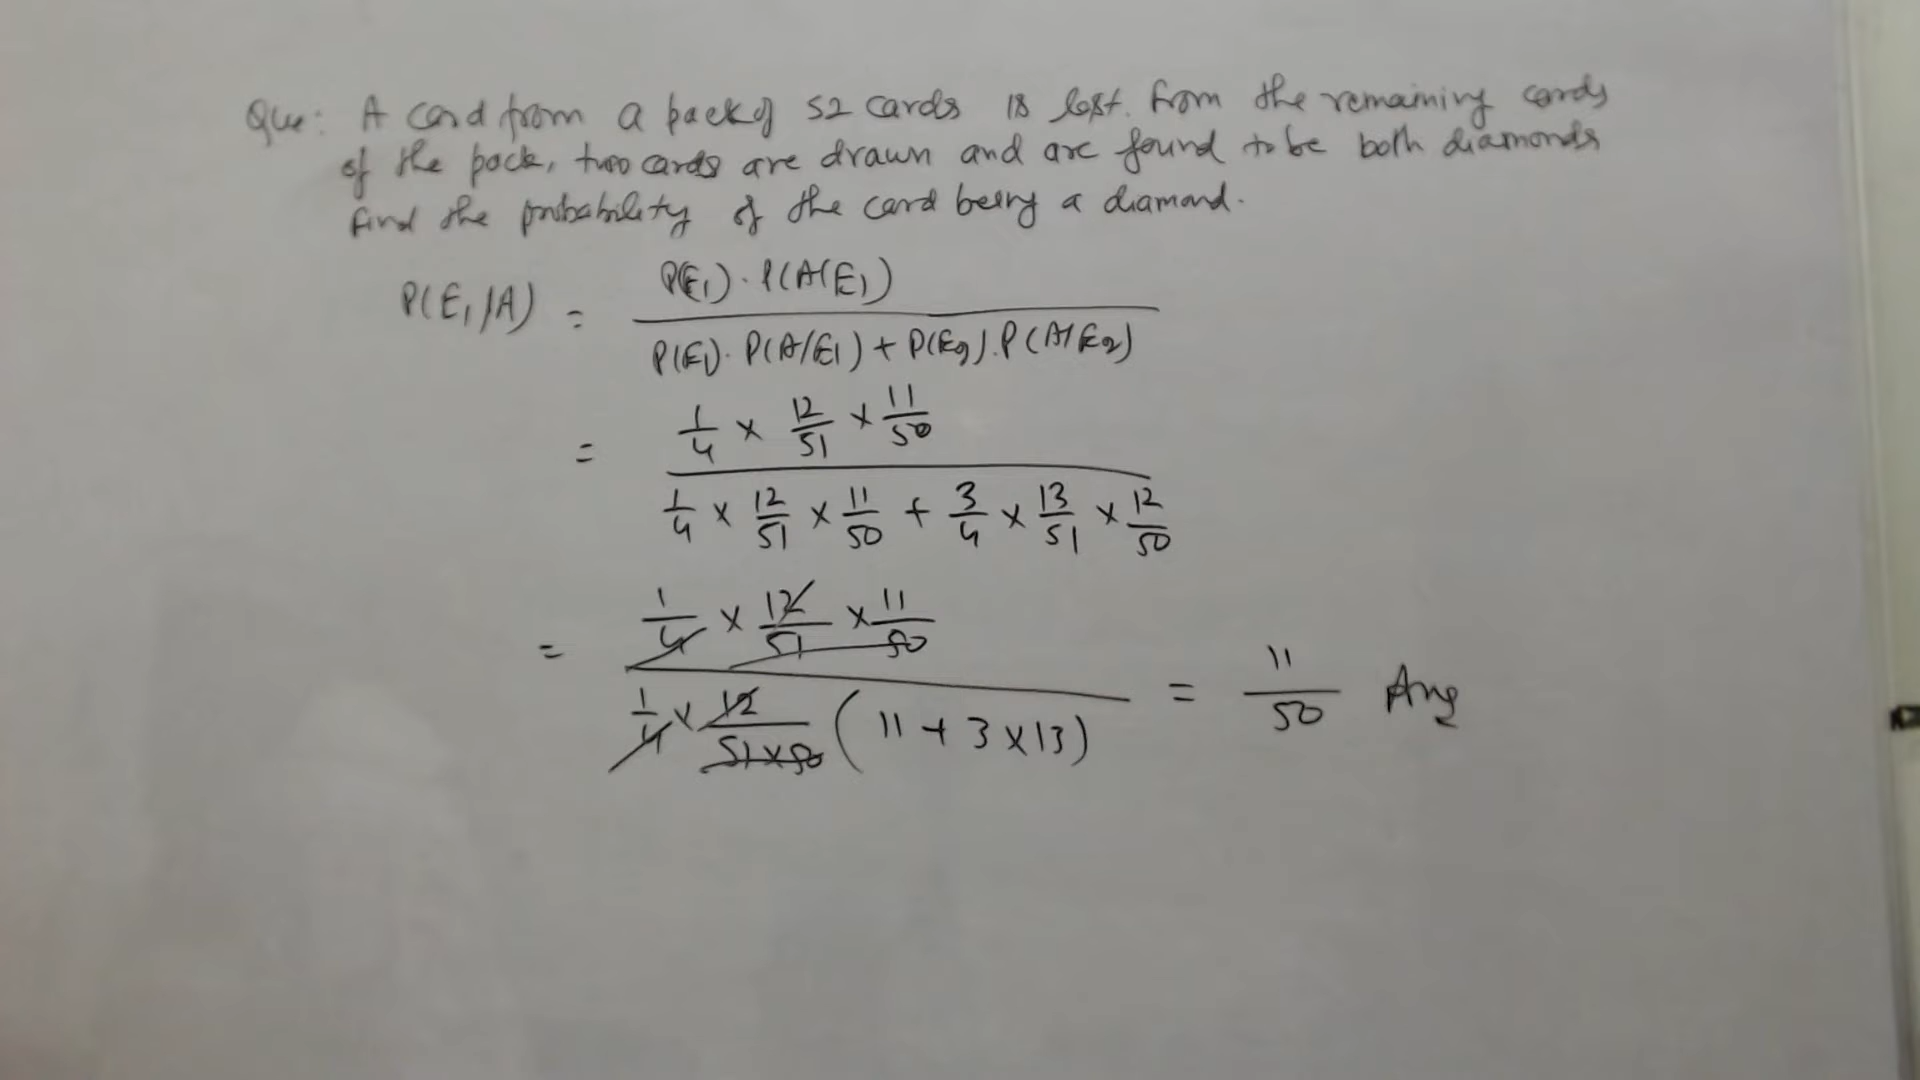 Que: A card from a pack of 52 cards is lost. From the remaining cards
of the pack, two cards are drawn and are found to be both diamonds
find the probability of the card being a diamond.
P(E1/A) = P(E1) . P(A/E1) / P(E1) . P(A/E1) + P(E2) . P(A/E2)
= 1/4 × 12/51 × 11/50 / 1/4 × 12/51 × 11/50 + 3/4 × 13/51 × 12/50
= 1/4 × 12/51 × 11/50 / 1/4 × 12/51×50 (11 + 3×13) = 11/50 Ans